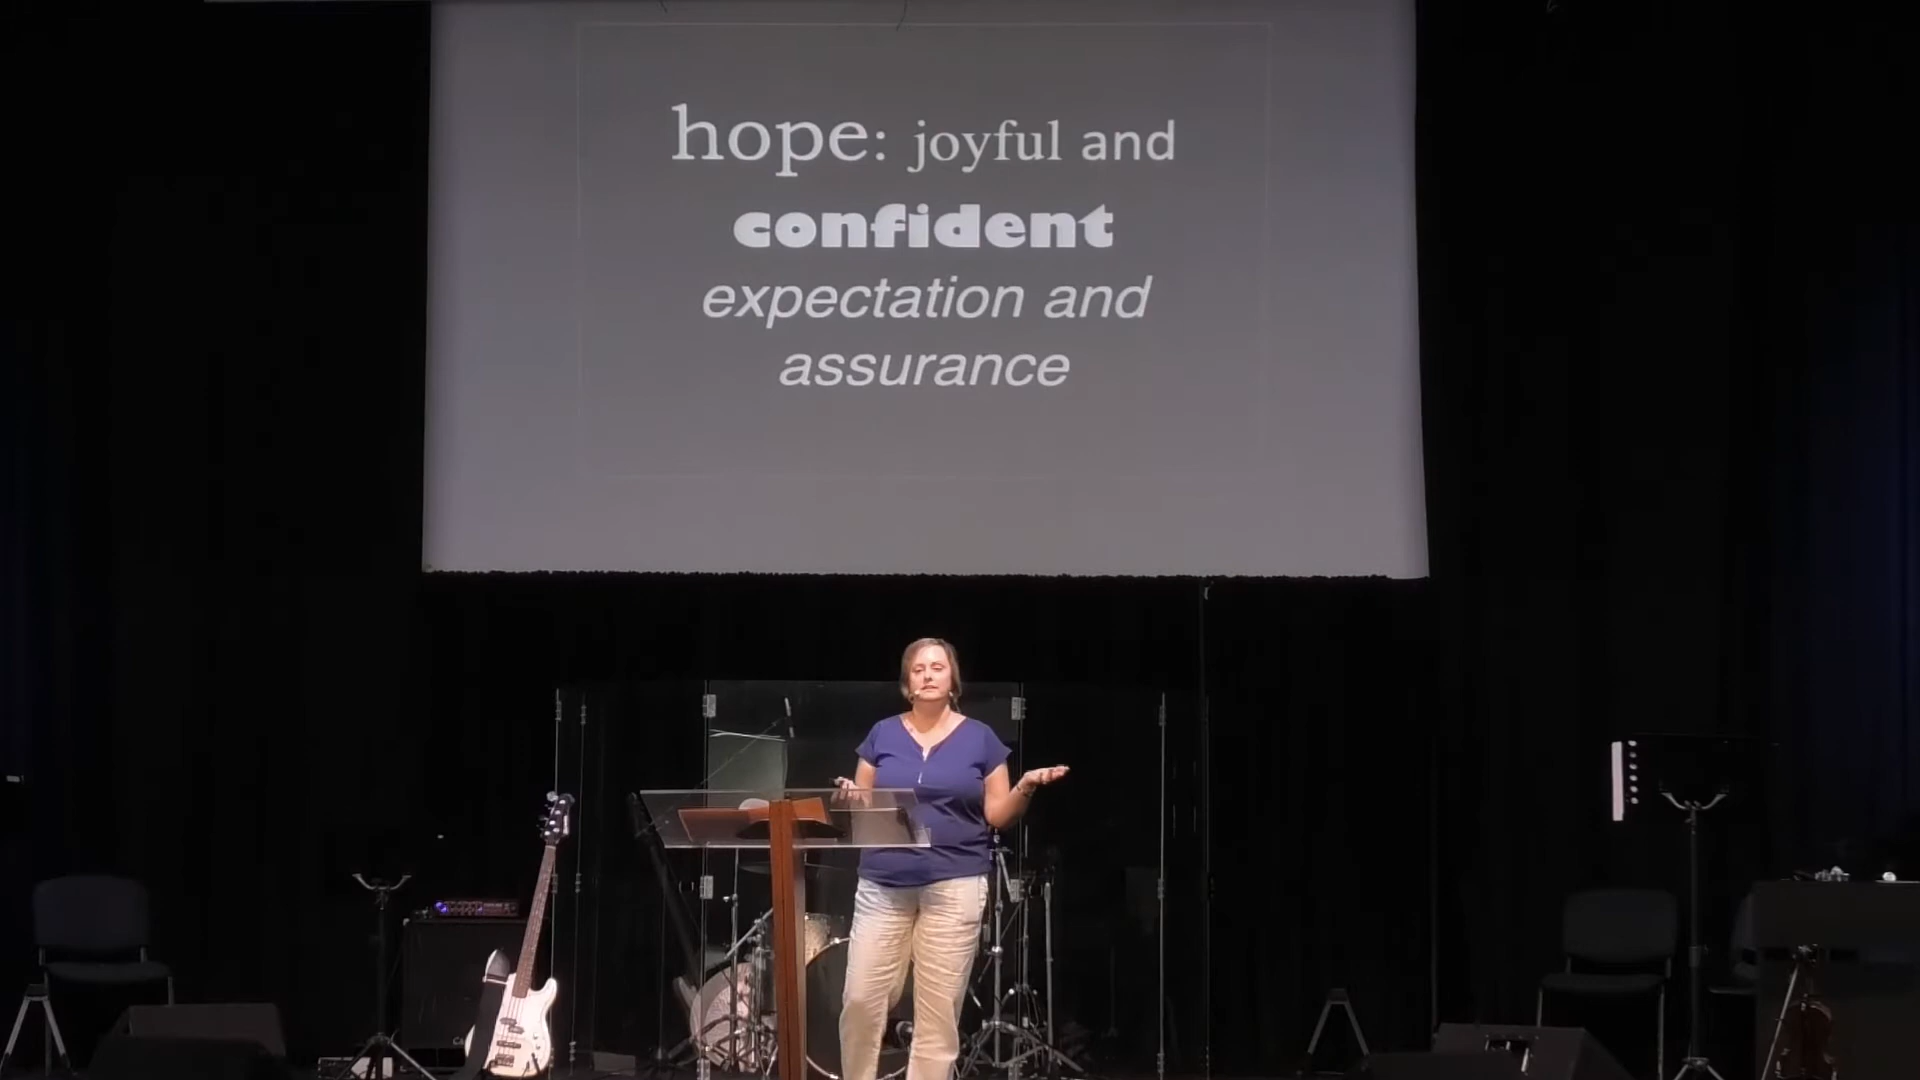 hope: joyful and
confident
expectation and
assurance